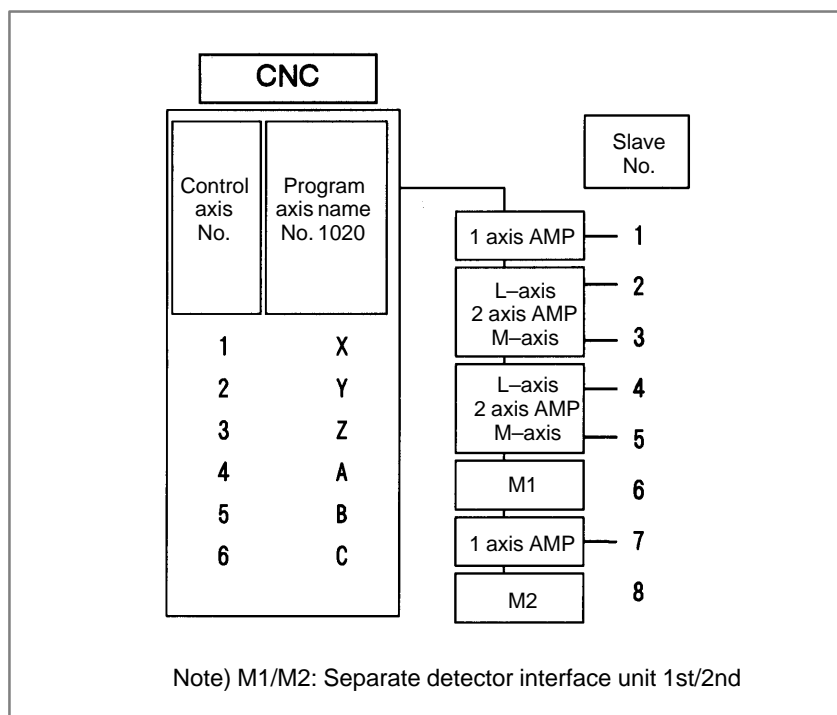 CNC
Control
axis
No.
Program
axis name
No. 1020
1 X
2 Y
3 Z
4 A
5 B
6 C
Slave
No.
1 axis AMP 1
L–axis 2
2 axis AMP
M–axis 3
L–axis 4
2 axis AMP
M–axis 5
M1 6
1 axis AMP 7
M2 8
Note) M1/M2: Separate detector interface unit 1st/2nd